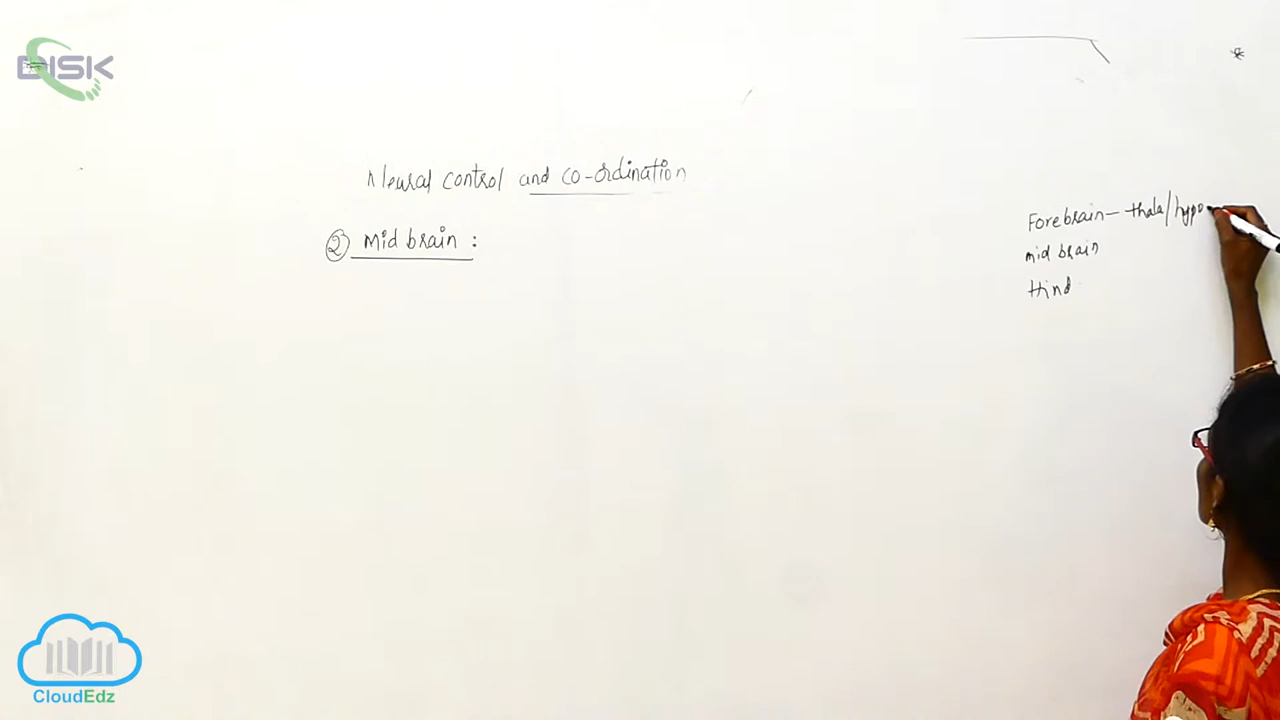 DISK
Neural control and co-ordination
② Mid brain :
Forebrain - thala/hypo
mid brain
Hind
CloudEdz